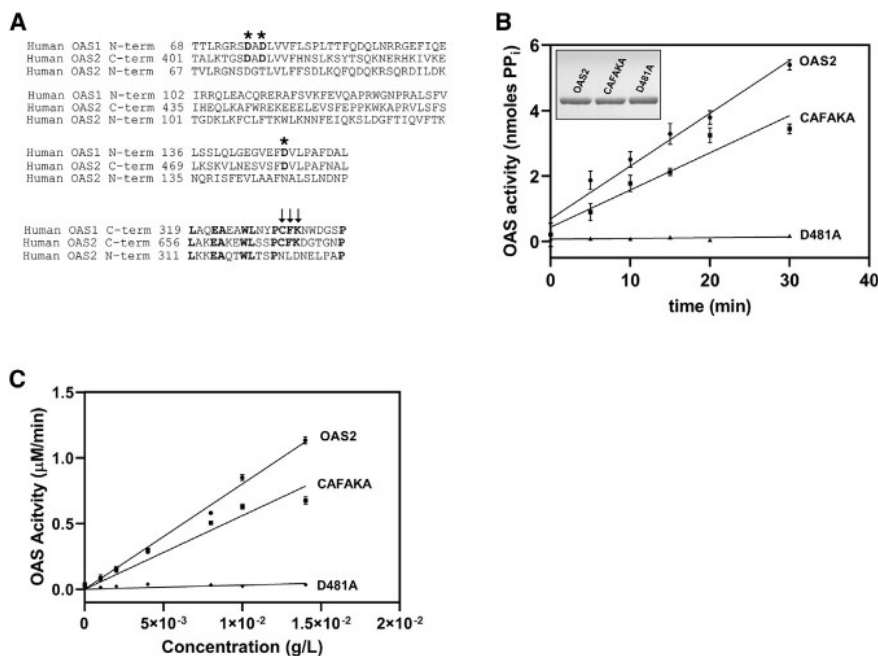 A
* *
Human OAS1 N-term 68 TTLRGRSDADLVVFLSPLTTFQDQLNRRGEFIQE
Human OAS2 C-term 401 TALKTGSDADLVVFHNSLKSYTSQKNERHKIVKE
Human OAS2 N-term 67 TVLRGNSDGTLVLFFSDLKQFQDQKRSQRDILDK
Human OAS1 N-term 102 IRRQLEACQRERAFSVKFEVQAPRWGNPRALSFV
Human OAS2 C-term 435 IHEQLKAFWREKEEELEVSFEPPKWKAPRVLSFS
Human OAS2 N-term 101 TGDKLKFCLFTKWLKNNFEIQKSLDGFTIQVFTK
*
Human OAS1 N-term 136 LSSLQLGEGVEFDVLPAFDAL
Human OAS2 C-term 469 LKSKVLNESVSFDVLPAFNAL
Human OAS2 N-term 135 NQRISFEVLAAFNALSLNDNP
↓↓↓
Human OAS1 C-term 319 LAQEAEAWLNYPCFKNWDGSP
Human OAS2 C-term 656 LAKEAKEWLSSPCFKDGTGNP
Human OAS2 N-term 311 LKKEAQTWLTSPNLDNELPAP
B
OAS activity (nmoles PPi)
6
4
2
0
OAS2 CAFAKA D481A
OAS2
CAFAKA
D481A
0 10 20 30 40
time (min)
C
OAS Acitvity (µM/min)
1.5
1.0
0.5
0.0
OAS2
CAFAKA
D481A
0 5×10-3 1×10-2 1.5×10-2 2×10-2
Concentration (g/L)